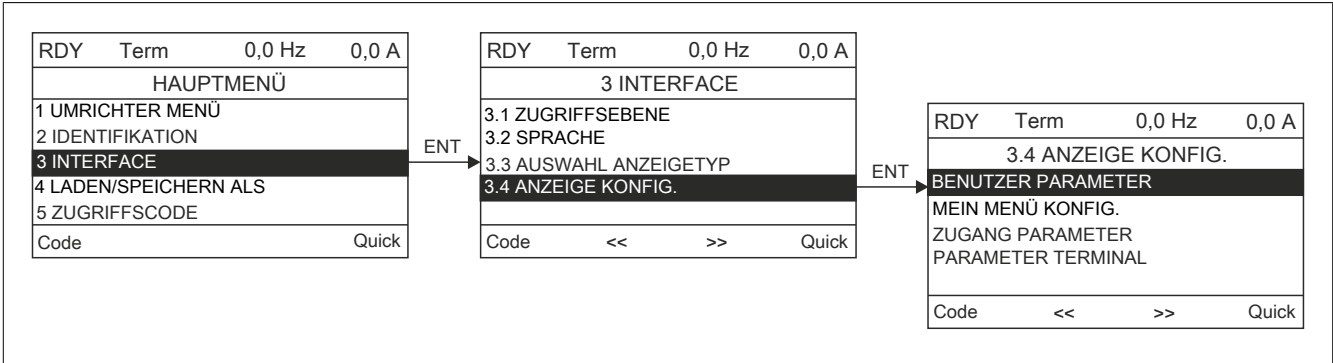 RDY Term 0,0 Hz 0,0 A
HAUPTMENÜ
1 UMRICHTER MENÜ
2 IDENTIFIKATION
3 INTERFACE
4 LADEN/SPEICHERN ALS
5 ZUGRIFFSCODE
Code Quick
ENT
RDY Term 0,0 Hz 0,0 A
3 INTERFACE
3.1 ZUGRIFFSEBENE
3.2 SPRACHE
3.3 AUSWAHL ANZEIGETYP
3.4 ANZEIGE KONFIG.
Code << >> Quick
ENT
RDY Term 0,0 Hz 0,0 A
3.4 ANZEIGE KONFIG.
BENUTZER PARAMETER
MEIN MENÜ KONFIG.
ZUGANG PARAMETER
PARAMETER TERMINAL
Code << >> Quick